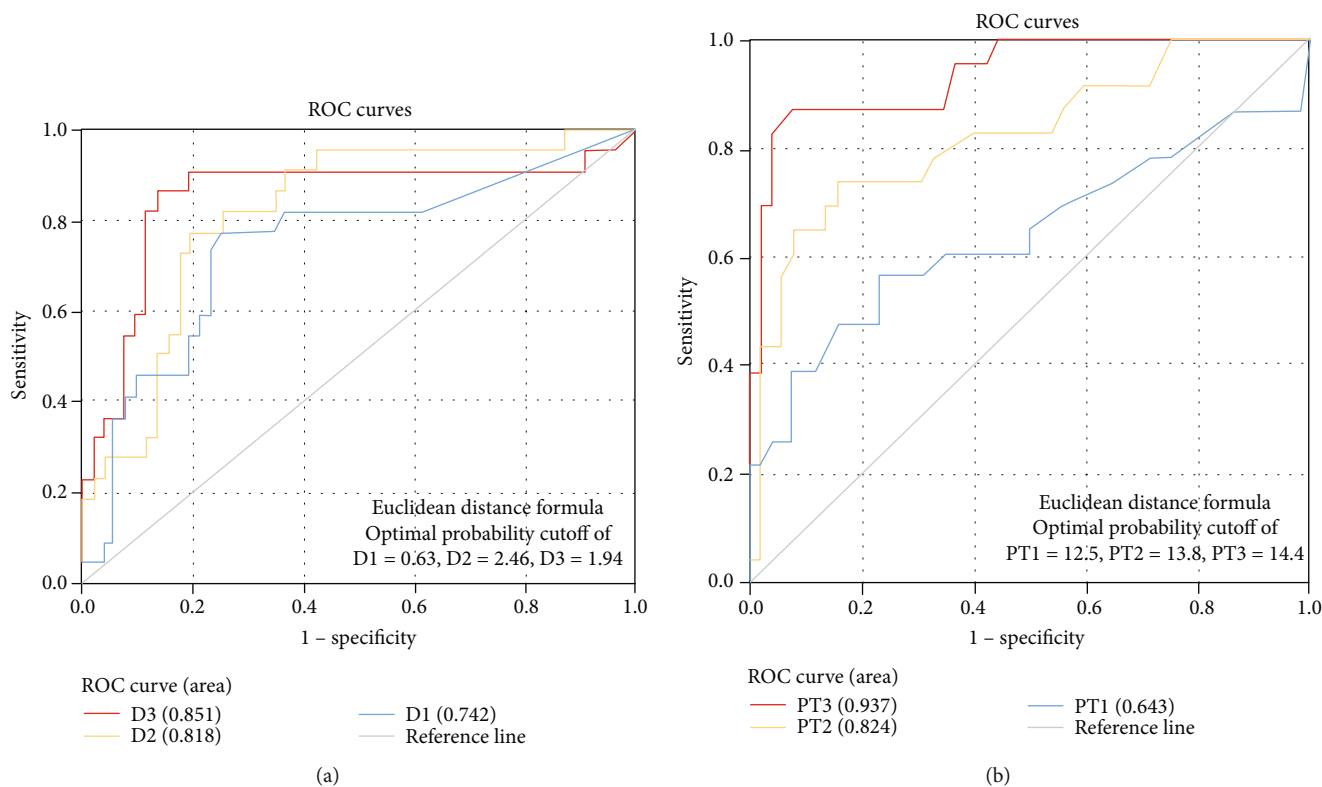 ROC curves
1.0
0.8
0.6
0.4
0.2
0.0
Sensitivity
Euclidean distance formula
Optimal probability cutoff of
D1 = 0.63, D2 = 2.46, D3 = 1.94
0.0 0.2 0.4 0.6 0.8 1.0
1 – specificity
ROC curve (area)
D3 (0.851) D1 (0.742)
D2 (0.818) Reference line
(a)
ROC curves
1.0
0.8
0.6
0.4
0.2
0.0
Sensitivity
Euclidean distance formula
Optimal probability cutoff of
PT1 = 12.5, PT2 = 13.8, PT3 = 14.4
0.0 0.2 0.4 0.6 0.8 1.0
1 – specificity
ROC curve (area)
PT3 (0.937) PT1 (0.643)
PT2 (0.824) Reference line
(b)